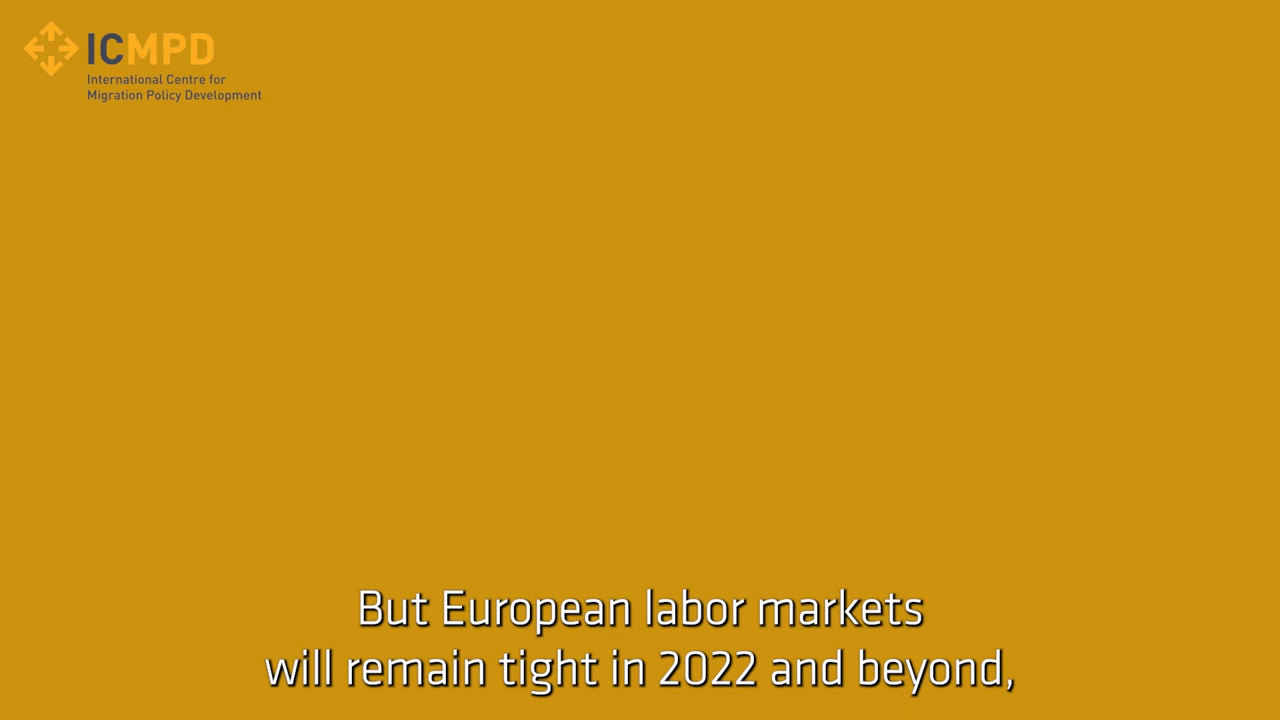 ICMPD
International Centre for
Migration Policy Development
But European labor markets
will remain tight in 2022 and beyond,